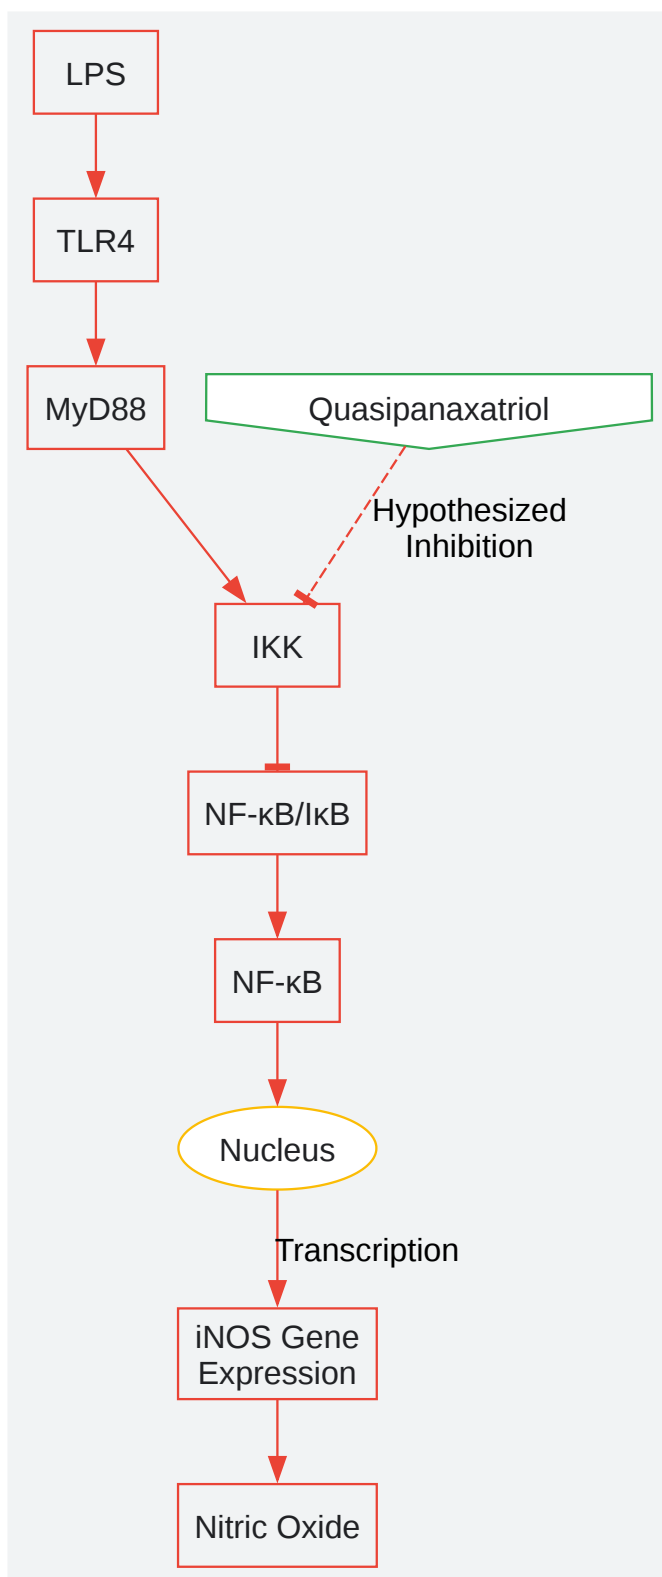 LPS
TLR4
MyD88
Quasipanaxatriol
Hypothesized
Inhibition
IKK
NF-κB/IκB
NF-κB
Nucleus
Transcription
iNOS Gene
Expression
Nitric Oxide